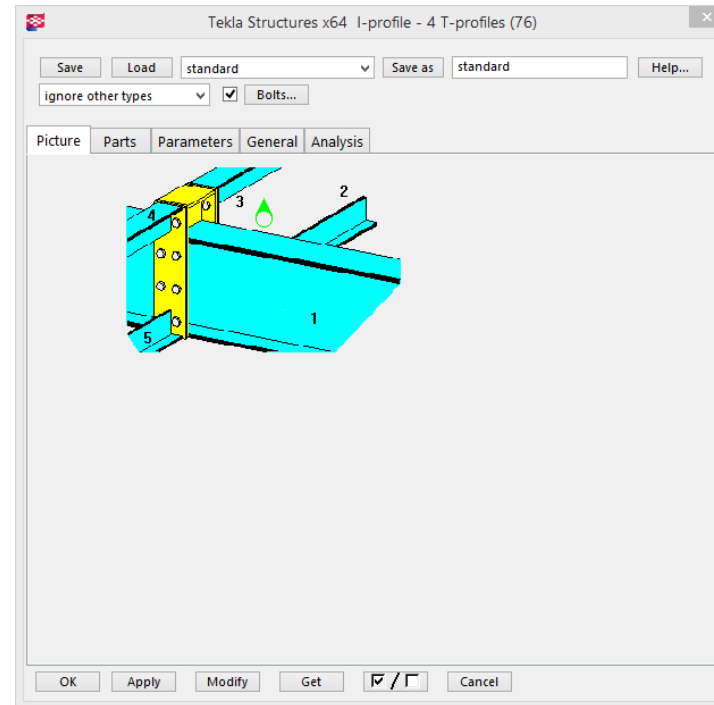 Tekla Structures x64 I-profile - 4 T-profiles (76)
Save Load standard Save as standard Help...
ignore other types Bolts...
Picture Parts Parameters General Analysis
2
3
4
1
5
OK Apply Modify Get / Cancel